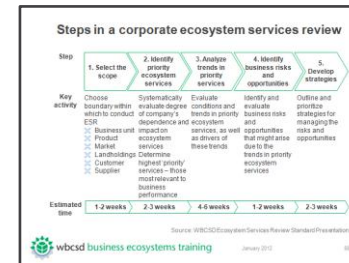 Steps in a corporate ecosystem services review
Step
1. Select the
scope
2. Identify
priority
ecosystem
services
3. Analyze
trends in
priority
services
4. Identify
business risks
and
opportunities
5.
Develop
strategies
Key
activity
Choose
boundary within
which to conduct
ESR
Business unit
Product
Market
Landholdings
Customer
Supplier
Systematically
evaluate degree
of company's
dependence and
impact on
ecosystem
services
Determine
highest 'priority'
services – those
most relevant to
business
performance
Evaluate
conditions and
trends in priority
ecosystem
services, as well
as drivers of
these trends
Identify and
evaluate
business risks
and
opportunities
that might arise
due to the
trends in priority
ecosystem
services
Outline and
prioritize
strategies for
managing the
risks and
opportunities
Estimated
time
1-2 weeks
2-3 weeks
4-6 weeks
1-2 weeks
2-3 weeks
Source: WBCSD Ecosystem Services Review Standard Presentation
wbcsd business ecosystems training
January 2012